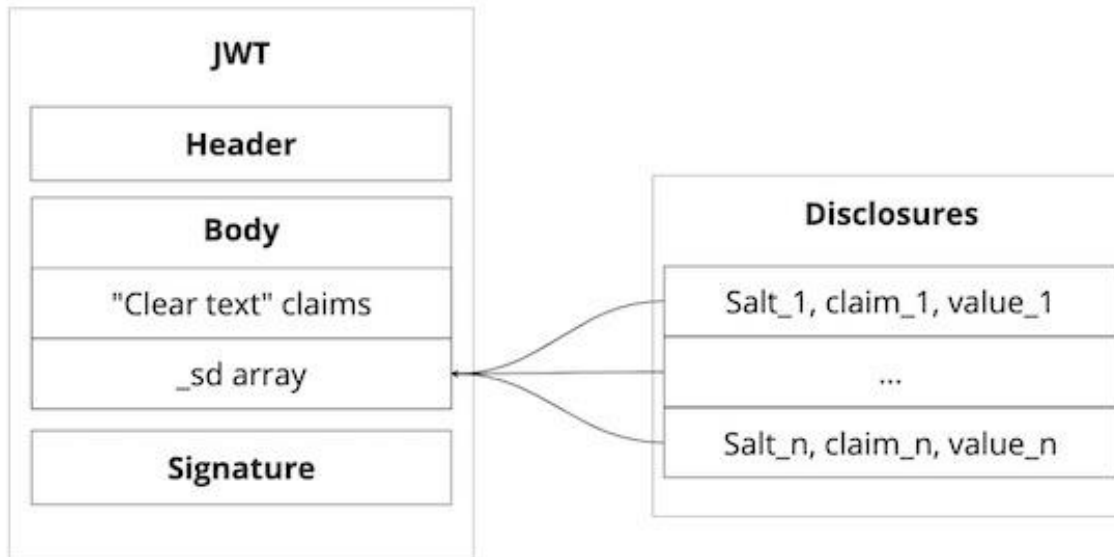 JWT
Header
Body
"Clear text" claims
_sd array
Signature
Disclosures
Salt_1, claim_1, value_1
...
Salt_n, claim_n, value_n